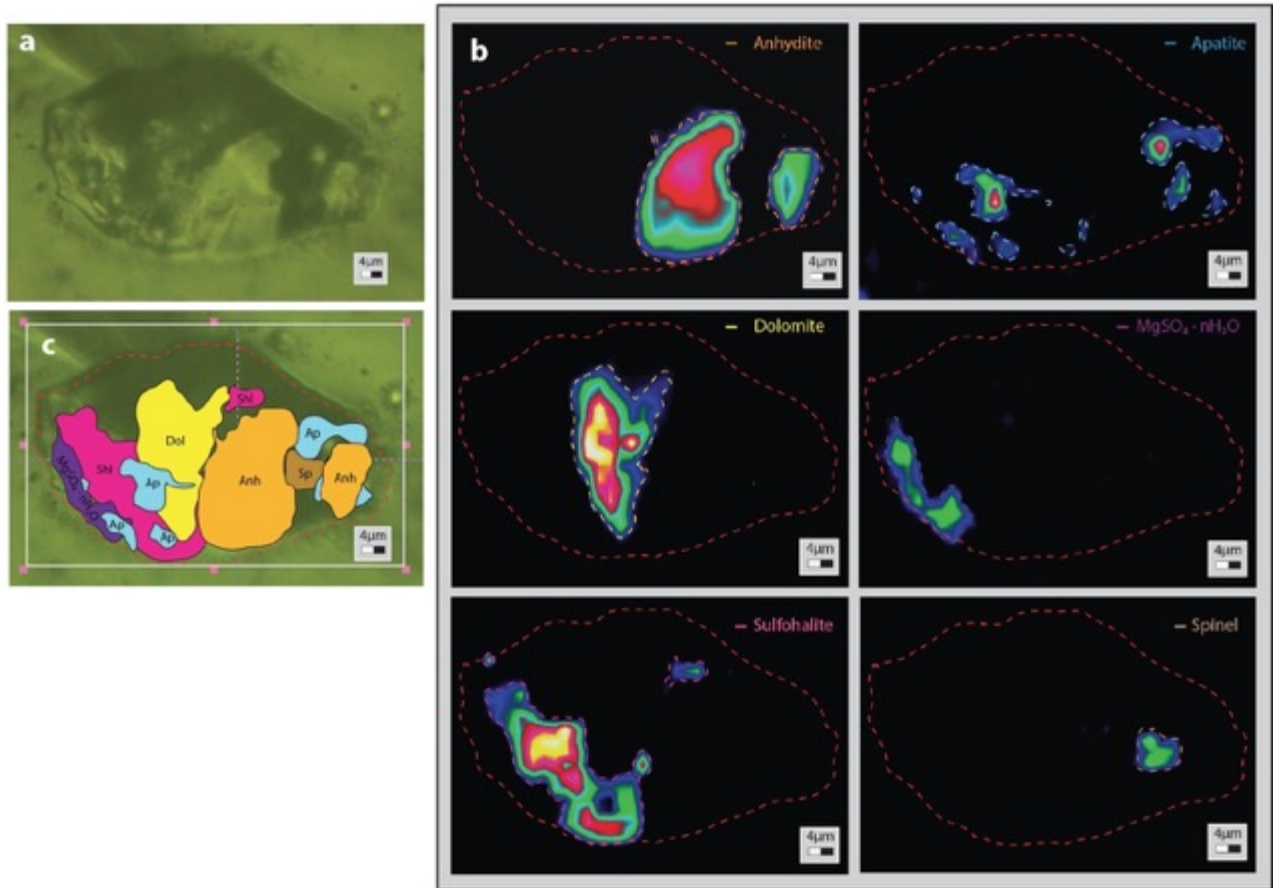 a
4µm
b
Anhydite
4µm
Apatite
4µm
c
Shl
Dol
Ap
Shl
Ap
Sp
Anh
Anh
MgSO₄·nH₂O
Ap
Ap
4µm
Dolomite
4µm
MgSO₄·nH₂O
4µm
Sulfohalite
4µm
Spinel
4µm